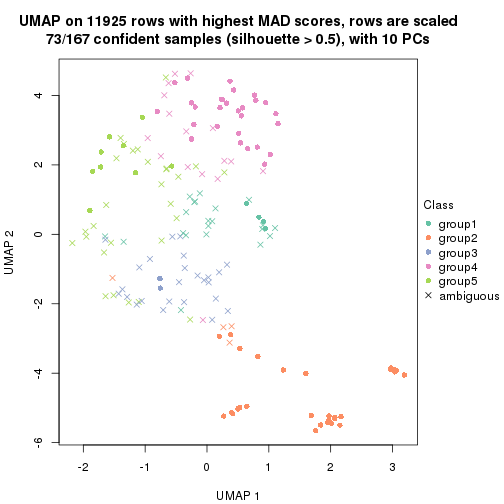 UMAP on 11925 rows with highest MAD scores, rows are scaled
73/167 confident samples (silhouette > 0.5), with 10 PCs
UMAP 2
4
2
0
-2
-4
-6
-2
-1
0
1
2
3
UMAP 1
Class
group1
group2
group3
group4
group5
ambiguous